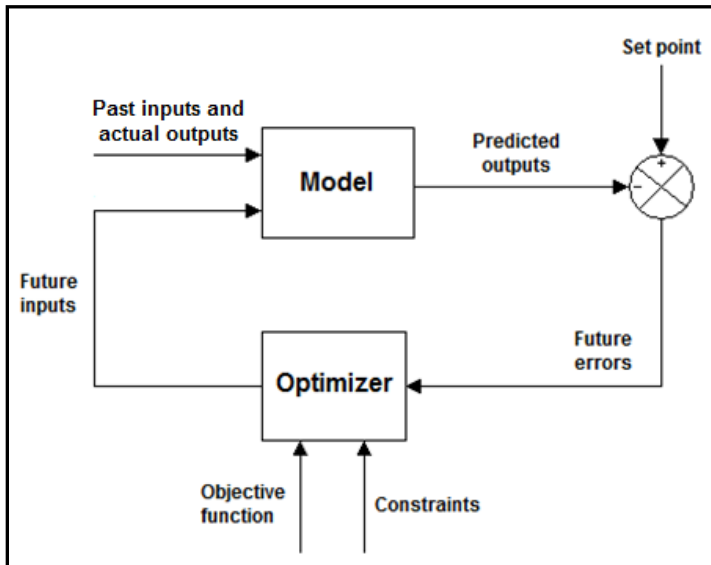 Set point
Past inputs and
actual outputs
Model
Predicted
outputs
+
-
Future
inputs
Optimizer
Future
errors
Objective
function
Constraints